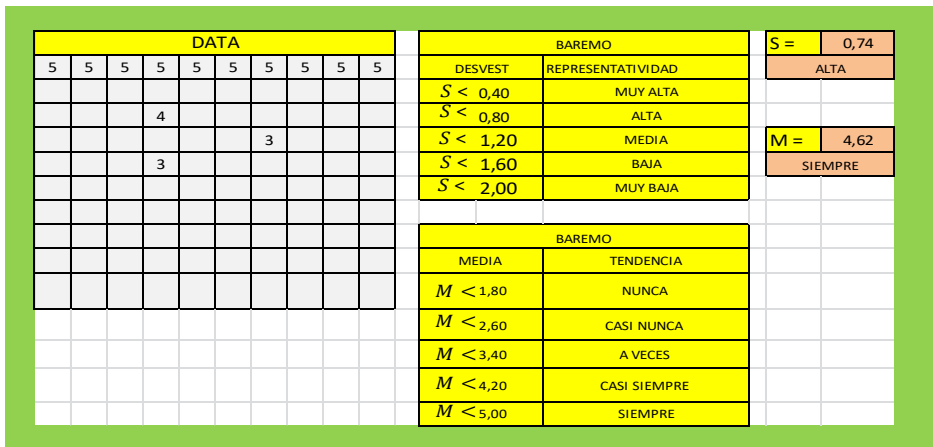 DATA BAREMO S = 0,74
5 5 5 5 5 5 5 5 5 5 DESVEST REPRESENTATIVIDAD ALTA
S < 0,40 MUY ALTA
4 S < 0,80 ALTA
3 S < 1,20 MEDIA M = 4,62
3 S < 1,60 BAJA SIEMPRE
S < 2,00 MUY BAJA
BAREMO
MEDIA TENDENCIA
M < 1,80 NUNCA
M < 2,60 CASI NUNCA
M < 3,40 A VECES
M < 4,20 CASI SIEMPRE
M < 5,00 SIEMPRE